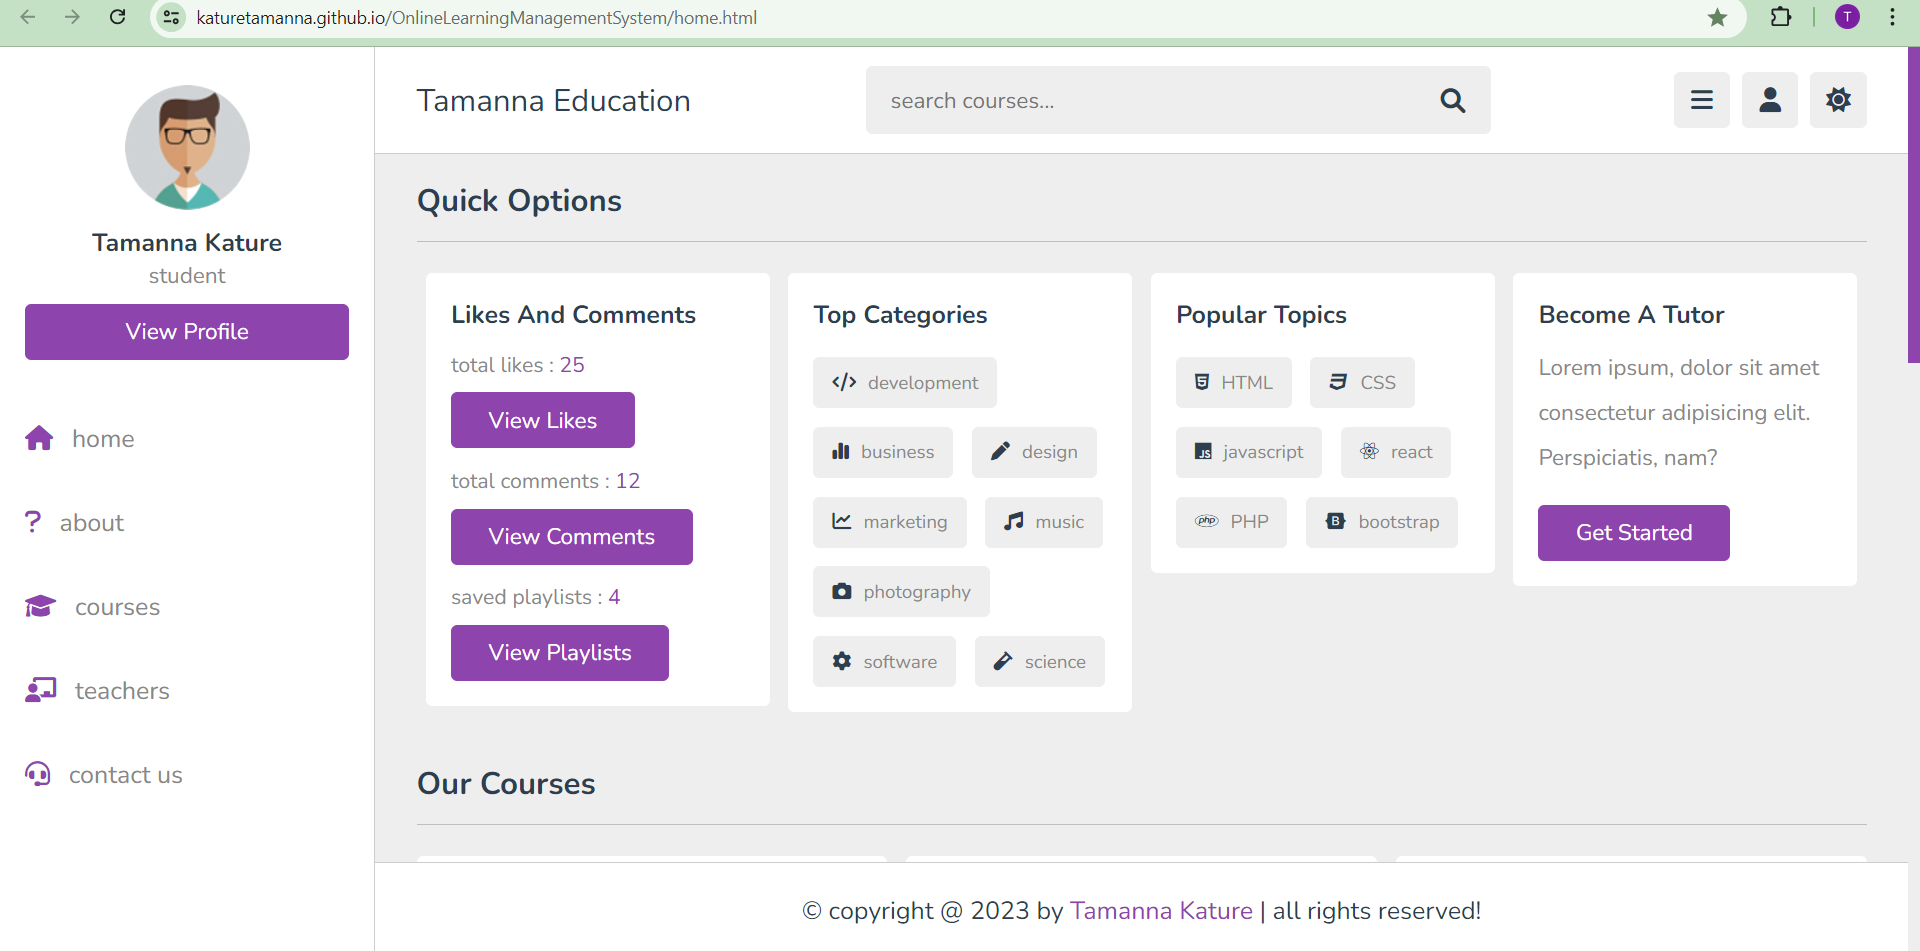 katuretamanna.github.io/OnlineLearningManagementSystem/home.html
T
Tamanna Kature
student
View Profile
home
? about
courses
teachers
contact us
Tamanna Education
search courses...
Quick Options
Likes And Comments
total likes : 25
View Likes
total comments : 12
View Comments
saved playlists : 4
View Playlists
Top Categories
</> development
business
design
marketing
music
photography
software
science
Popular Topics
HTML
CSS
JS javascript
react
php PHP
B bootstrap
Become A Tutor
Lorem ipsum, dolor sit amet
consectetur adipisicing elit.
Perspiciatis, nam?
Get Started
Our Courses
© copyright @ 2023 by Tamanna Kature | all rights reserved!